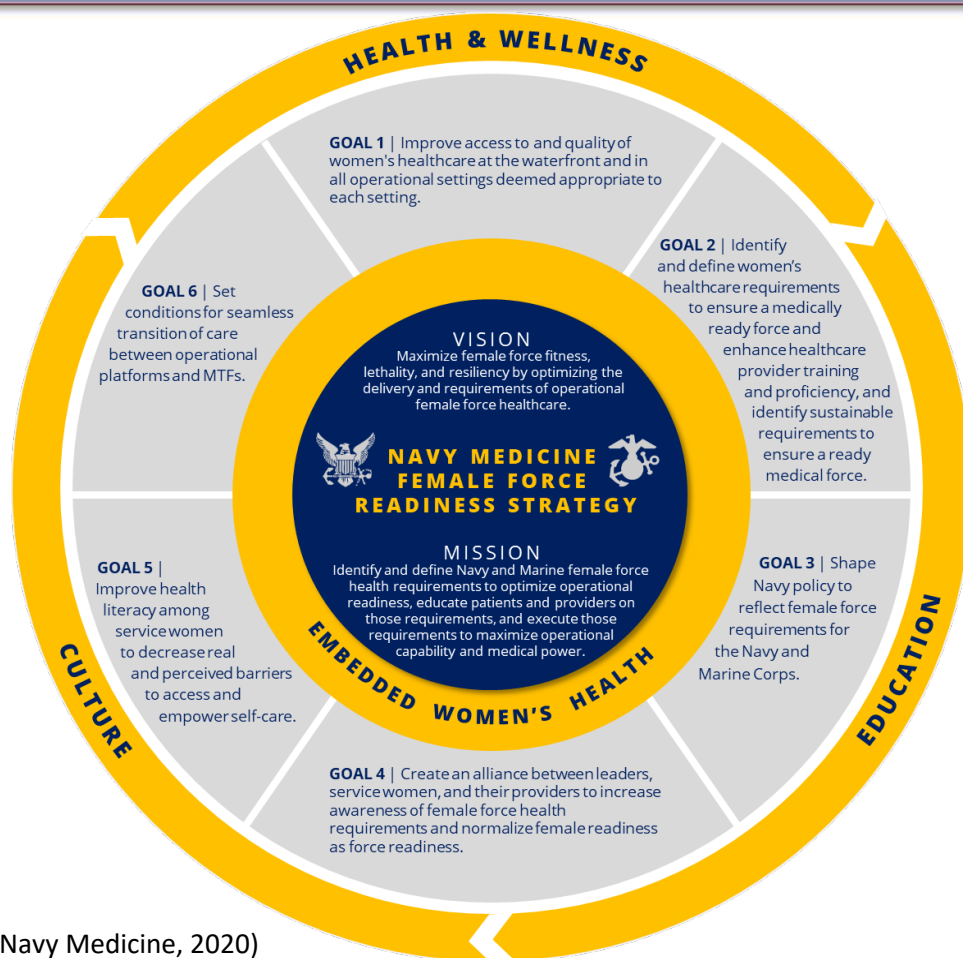 HEALTH & WELLNESS
GOAL 1 | Improve access to and quality of
women's healthcare at the waterfront and in
all operational settings deemed appropriate to
each setting.
GOAL 2 | Identify
and define women’s
healthcare requirements
to ensure a medically
ready force and
enhance healthcare
provider training
and proficiency, and
identify sustainable
requirements to
ensure a ready
medical force.
GOAL 6 | Set
conditions for seamless
transition of care
between operational
platforms and MTFs.
VISION
Maximize female force fitness,
lethality, and resiliency by optimizing the
delivery and requirements of operational
female force healthcare.
NAVY MEDICINE
FEMALE FORCE
READINESS STRATEGY
MISSION
Identify and define Navy and Marine female force
health requirements to optimize operational
readiness, educate patients and providers on
those requirements, and execute those
requirements to maximize operational
capability and medical power.
EMBEDDED WOMEN’S HEALTH
GOAL 3 | Shape
Navy policy to
reflect female force
requirements for
the Navy and
Marine Corps.
EDUCATION
GOAL 5 |
Improve health
literacy among
service women
to decrease real
and perceived barriers
to access and
empower self-care.
CULTURE
GOAL 4 | Create an alliance between leaders,
service women, and their providers to increase
awareness of female force health
requirements and normalize female readiness
as force readiness.
Navy Medicine, 2020)